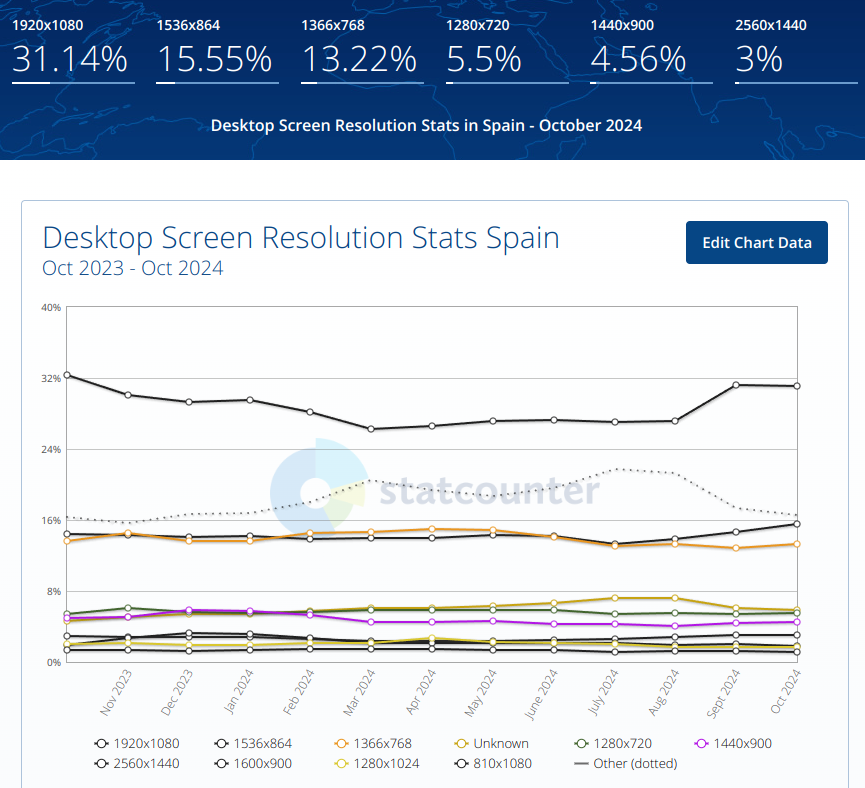 1920x1080 1536x864 1366x768 1280x720 1440x900 2560x1440
31.14% 15.55% 13.22% 5.5% 4.56% 3%
Desktop Screen Resolution Stats in Spain - October 2024
Desktop Screen Resolution Stats Spain
Edit Chart Data
Oct 2023 - Oct 2024
40%
32%
24%
statcounter
16%
8%
0%
Nov 2023 Dec 2023 Jan 2024 Feb 2024 Mar 2024 Apr 2024 May 2024 June 2024 July 2024 Aug 2024 Sept 2024 Oct 2024
1920x1080 1536x864 1366x768 Unknown 1280x720 1440x900
2560x1440 1600x900 1280x1024 810x1080 Other (dotted)